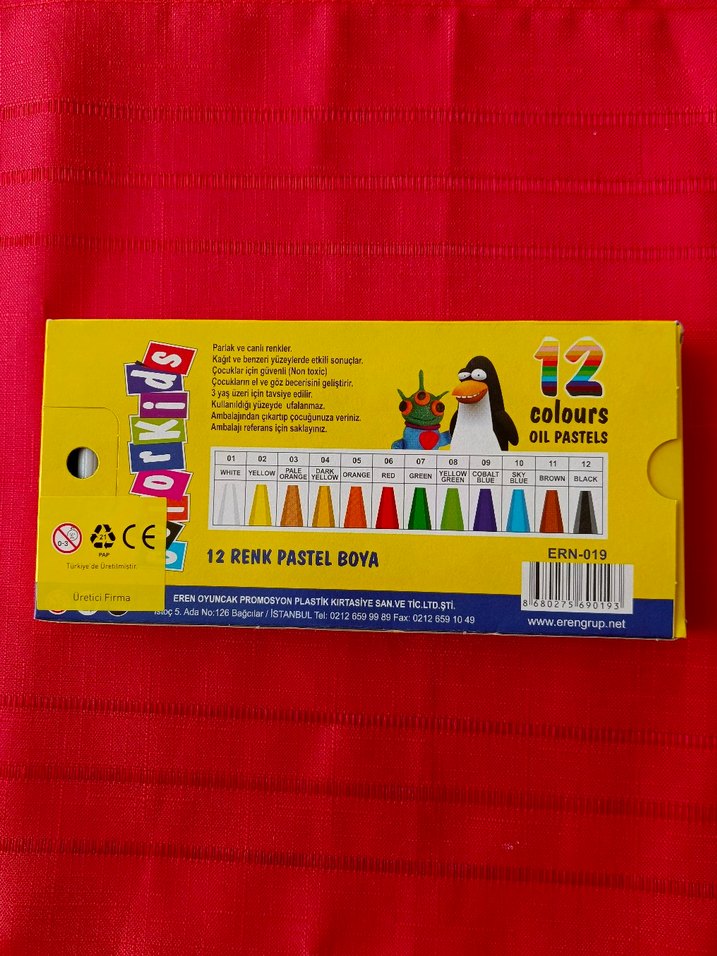 Parlak ve canlı renkler.
Kağıt ve benzeri yüzeylerde etkili sonuçlar.
Çocuklar için güvenli (Non toxic)
Çocukların el ve göz becerisini geliştirir.
3 yaş üzeri için tavsiye edilir.
Kullanıldığı yüzeyde ufalanmaz.
Ambalajından çıkartıp çocuğunuza veriniz.
Ambalajı referans için saklayınız.
12
colours
OIL PASTELS
orKids
01 02 03 04 05 06 07 08 09 10 11 12
WHITE YELLOW PALE ORANGE DARK YELLOW ORANGE RED GREEN YELLOW GREEN COBALT BLUE SKY BLUE BROWN BLACK
12 RENK PASTEL BOYA
ERN-019
8 680275 690193
www.erengrup.net
0-3
21
PAP
CE
Türkiye de Üretilmiştir.
Üretici Firma
EREN OYUNCAK PROMOSYON PLASTİK KIRTASİYE SAN.VE TİC.LTD.ŞTİ.
İstoç 5. Ada No:126 Bağcılar / İSTANBUL Tel: 0212 659 99 89 Fax: 0212 659 10 49